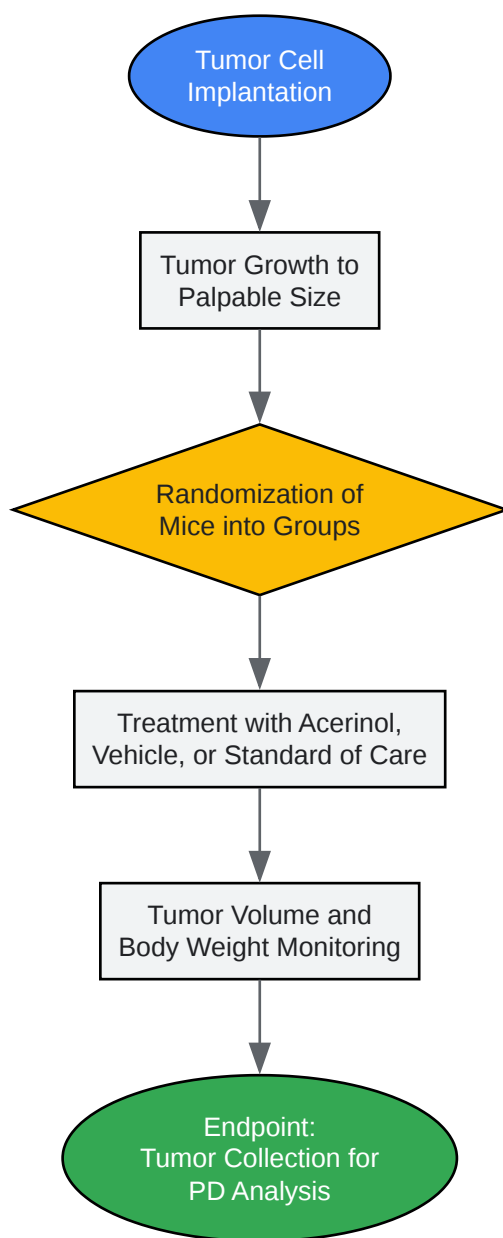 Tumor Cell
Implantation
Tumor Growth to
Palpable Size
Randomization of
Mice into Groups
Treatment with Acerinol,
Vehicle, or Standard of Care
Tumor Volume and
Body Weight Monitoring
Endpoint:
Tumor Collection for
PD Analysis